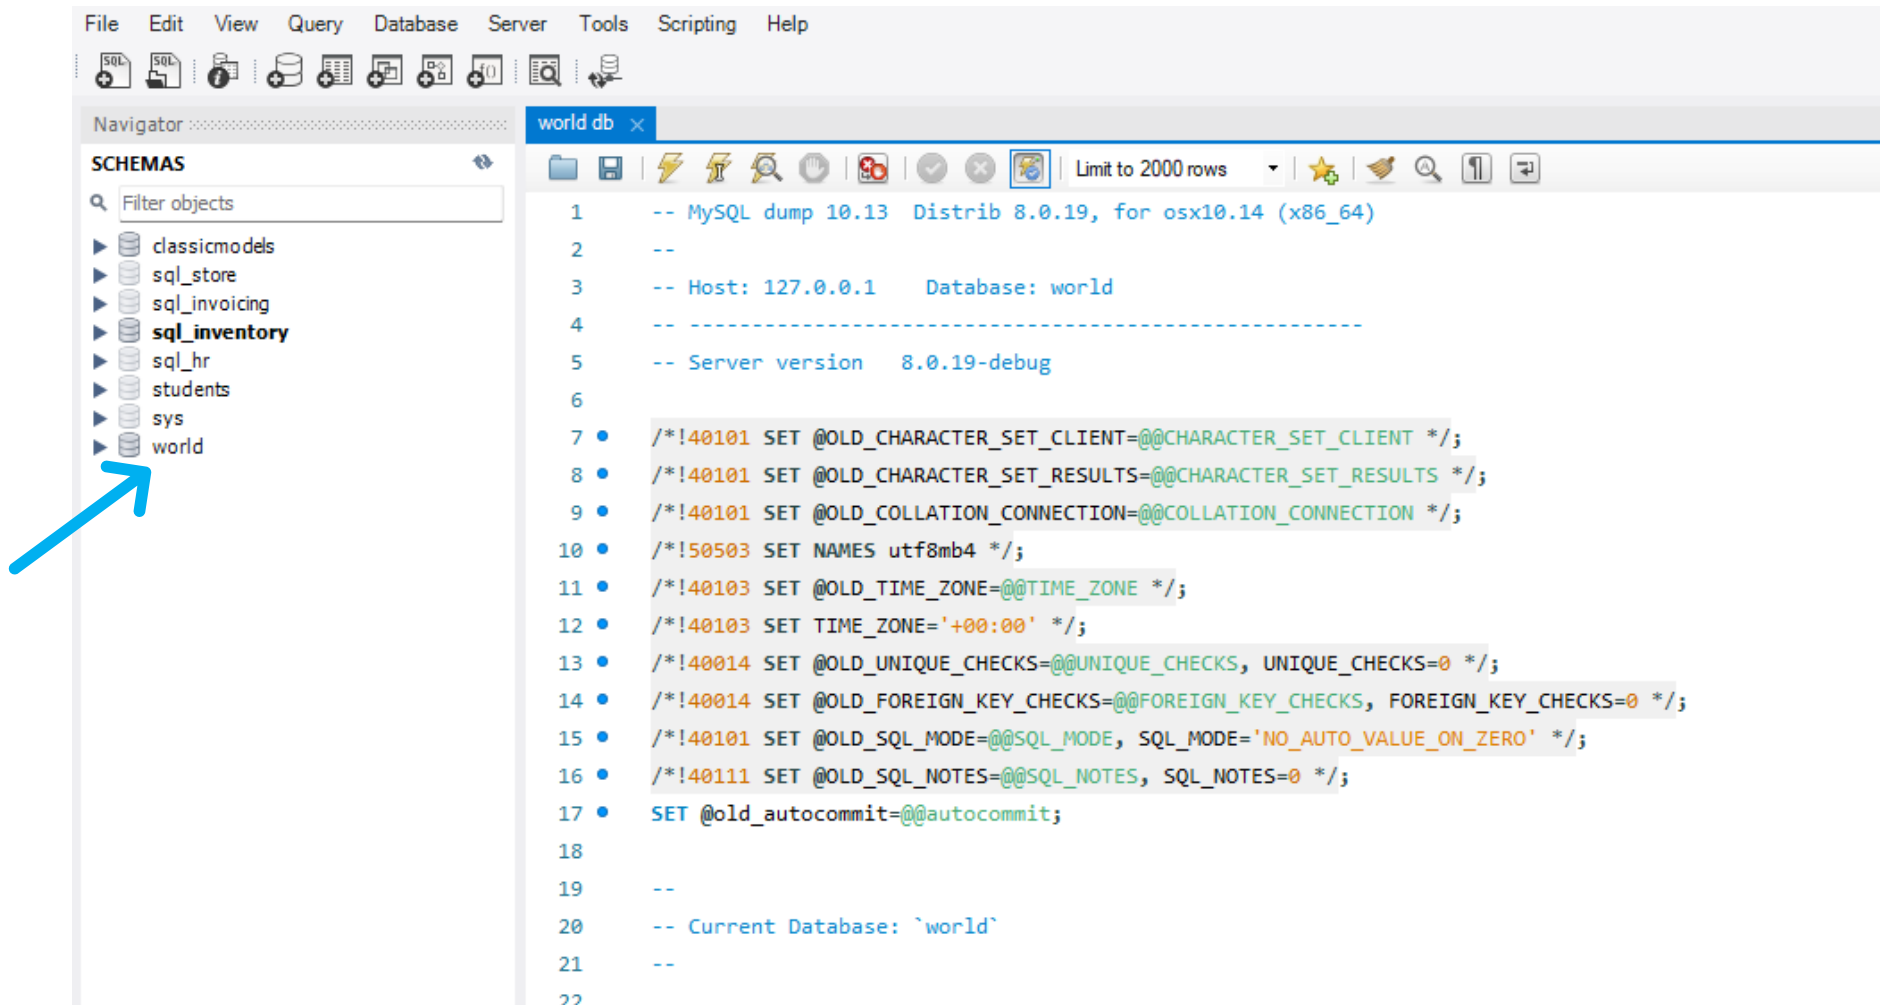 File Edit View Query Database Server Tools Scripting Help
SQL SQL i f()
Navigator
world db ×
SCHEMAS
Limit to 2000 rows
Filter objects
classicmodels
sql_store
sql_invoicing
sql_inventory
sql_hr
students
sys
world
1 -- MySQL dump 10.13  Distrib 8.0.19, for osx10.14 (x86_64)
2 --
3 -- Host: 127.0.0.1    Database: world
4 -- ------------------------------------------------------
5 -- Server version   8.0.19-debug
6
7 /*!40101 SET @OLD_CHARACTER_SET_CLIENT=@@CHARACTER_SET_CLIENT */;
8 /*!40101 SET @OLD_CHARACTER_SET_RESULTS=@@CHARACTER_SET_RESULTS */;
9 /*!40101 SET @OLD_COLLATION_CONNECTION=@@COLLATION_CONNECTION */;
10 /*!50503 SET NAMES utf8mb4 */;
11 /*!40103 SET @OLD_TIME_ZONE=@@TIME_ZONE */;
12 /*!40103 SET TIME_ZONE='+00:00' */;
13 /*!40014 SET @OLD_UNIQUE_CHECKS=@@UNIQUE_CHECKS, UNIQUE_CHECKS=0 */;
14 /*!40014 SET @OLD_FOREIGN_KEY_CHECKS=@@FOREIGN_KEY_CHECKS, FOREIGN_KEY_CHECKS=0 */;
15 /*!40101 SET @OLD_SQL_MODE=@@SQL_MODE, SQL_MODE='NO_AUTO_VALUE_ON_ZERO' */;
16 /*!40111 SET @OLD_SQL_NOTES=@@SQL_NOTES, SQL_NOTES=0 */;
17 SET @old_autocommit=@@autocommit;
18
19 --
20 -- Current Database: `world`
21 --
22